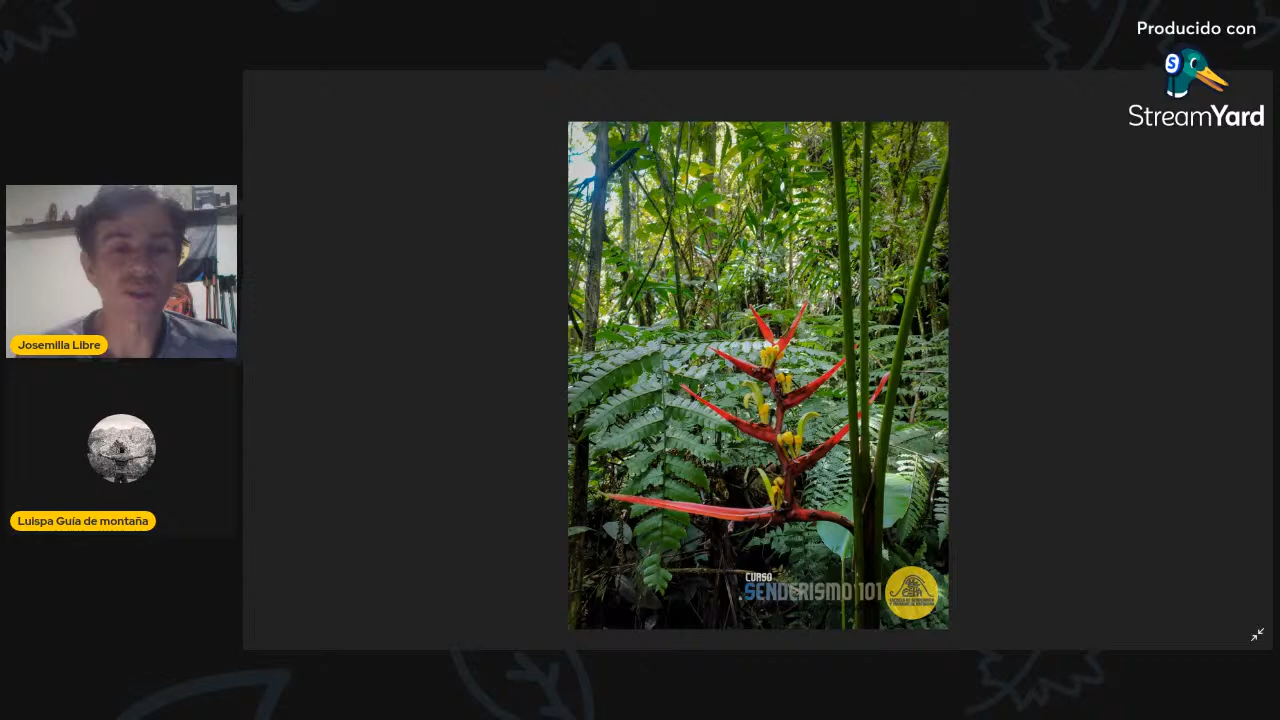 Producido con
StreamYard
Josemilla Libre
Luispa Guía de montaña
CURSO
.SENDERISMO 101